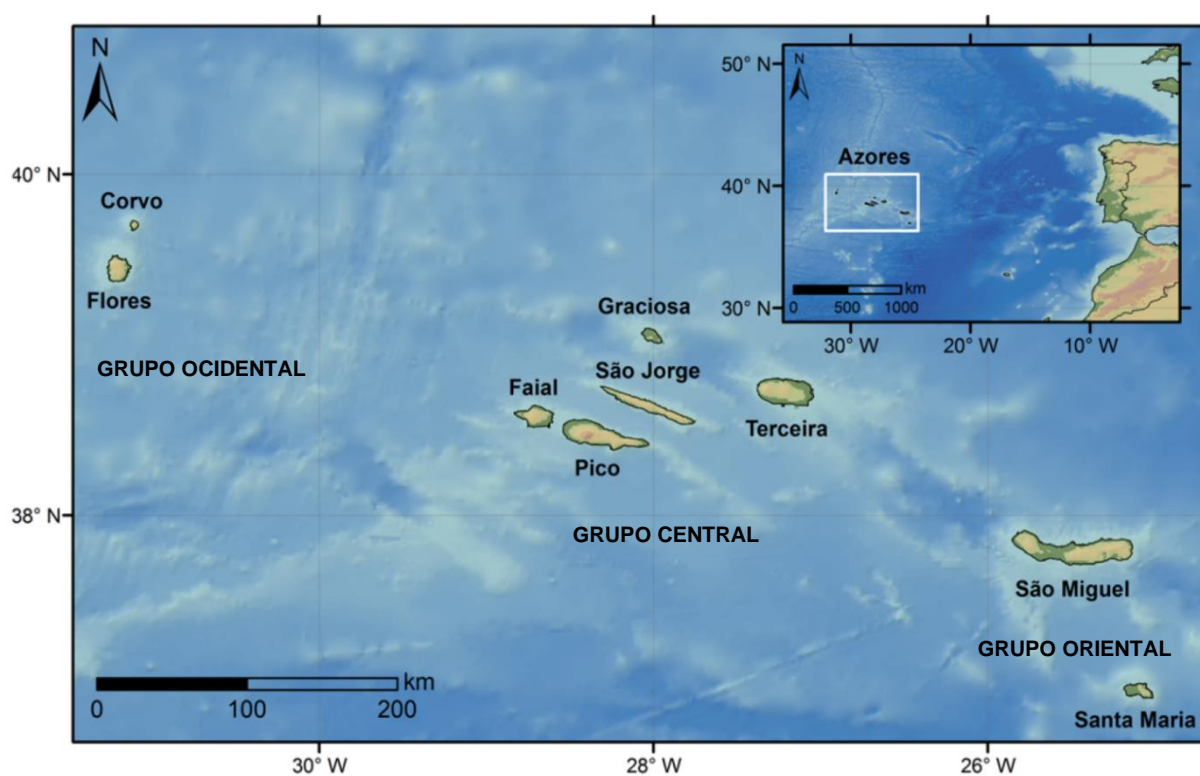 N
40° N
38° N
30° W
28° W
26° W
Corvo
Flores
GRUPO OCIDENTAL
Graciosa
São Jorge
Faial
Pico
Terceira
GRUPO CENTRAL
São Miguel
GRUPO ORIENTAL
Santa Maria
km
0 100 200
N
50° N
40° N
30° N
Azores
km
0 500 1000
30° W 20° W 10° W